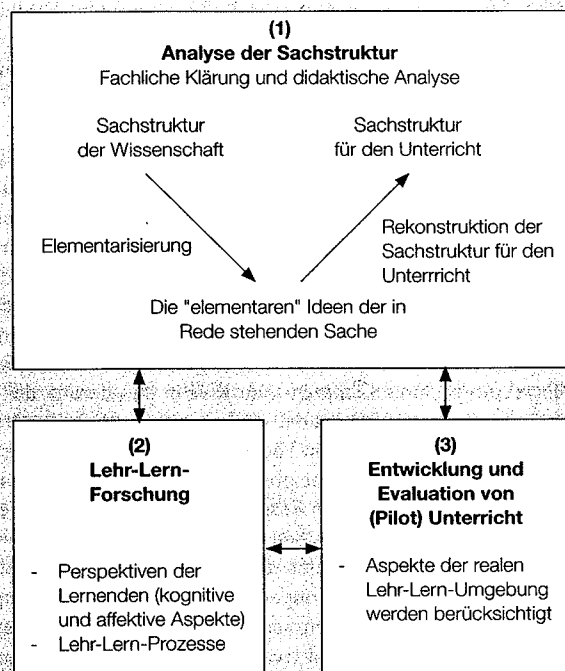 (1)
Analyse der Sachstruktur
Fachliche Klärung und didaktische Analyse
Sachstruktur
der Wissenschaft
Sachstruktur
für den Unterricht
Elementarisierung
Rekonstruktion der
Sachstruktur für den
Unterrricht
Die "elementaren" Ideen der in
Rede stehenden Sache
(2)
Lehr-Lern-
Forschung
- Perspektiven der
Lernenden (kognitive
und affektive Aspekte)
- Lehr-Lern-Prozesse
(3)
Entwicklung und
Evaluation von
(Pilot) Unterricht
- Aspekte der realen
Lehr-Lern-Umgebung
werden berücksichtigt